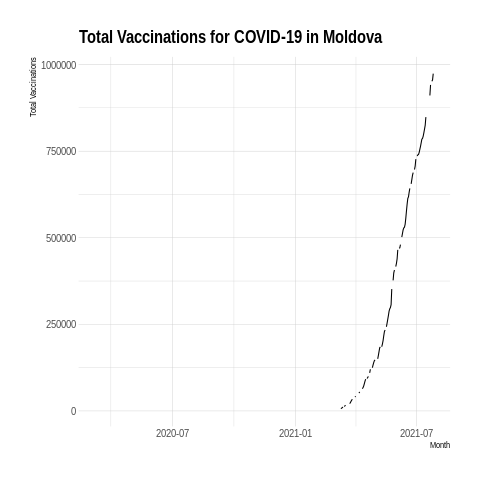 Total Vaccinations for COVID-19 in Moldova
Total Vaccinations
1000000
750000
500000
250000
0
2020-07
2021-01
2021-07
Month